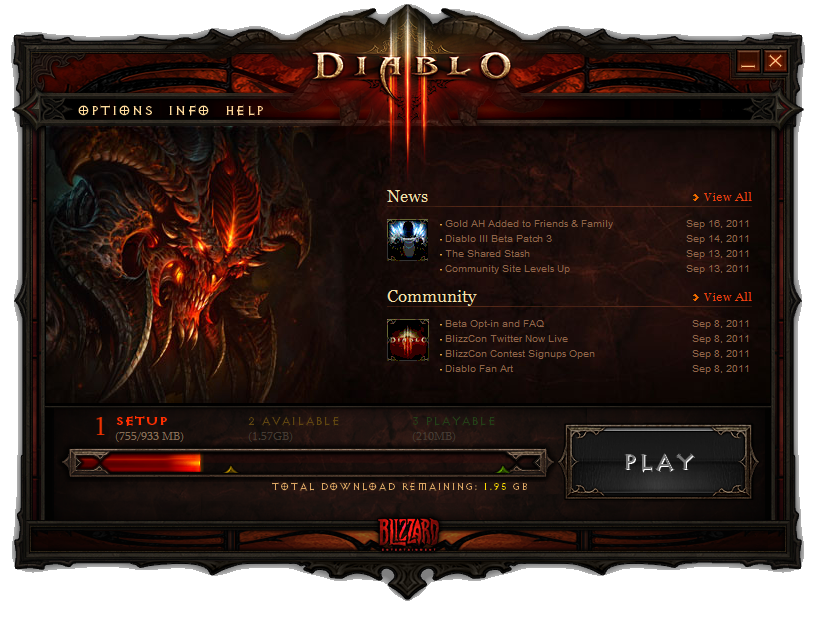 DIABLO
III
OPTIONS INFO HELP
News
View All
Gold AH Added to Friends & Family Sep 16, 2011
Diablo III Beta Patch 3 Sep 14, 2011
The Shared Stash Sep 13, 2011
Community Site Levels Up Sep 13, 2011
Community
View All
DIABLO
Beta Opt-in and FAQ Sep 8, 2011
BlizzCon Twitter Now Live Sep 8, 2011
BlizzCon Contest Signups Open Sep 8, 2011
Diablo Fan Art Sep 8, 2011
1 SETUP
(755/933 MB)
2 AVAILABLE
(1.57GB)
3 PLAYABLE
(210MB)
TOTAL DOWNLOAD REMAINING: 1.95 GB
PLAY
BLIZZARD
ENTERTAINMENT